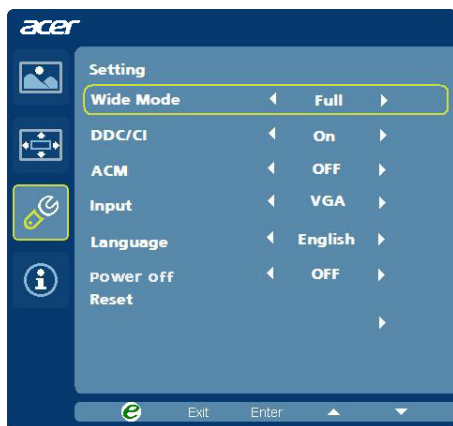 acer
Setting
Wide Mode Full
DDC/CI On
ACM OFF
Input VGA
Language English
Power off OFF
Reset
e Exit Enter